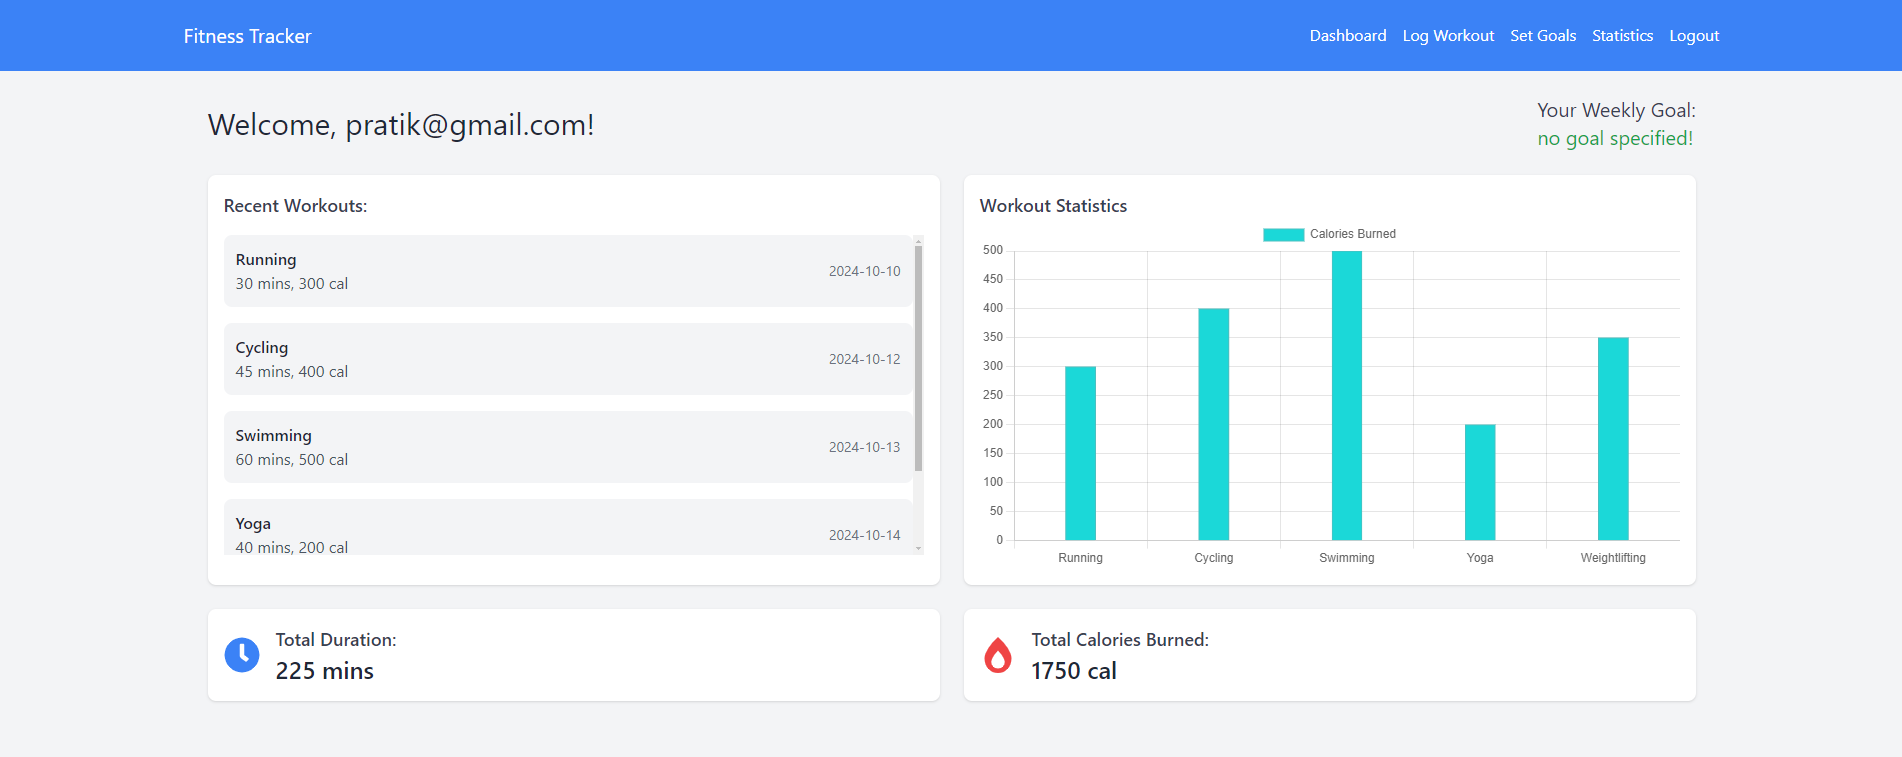 Fitness Tracker
Dashboard Log Workout Set Goals Statistics Logout
Welcome, pratik@gmail.com!
Your Weekly Goal:
no goal specified!
Recent Workouts:
Running
30 mins, 300 cal
2024-10-10
Cycling
45 mins, 400 cal
2024-10-12
Swimming
60 mins, 500 cal
2024-10-13
Yoga
40 mins, 200 cal
2024-10-14
Workout Statistics
Calories Burned
500
450
400
350
300
250
200
150
100
50
0
Running Cycling Swimming Yoga Weightlifting
Total Duration:
225 mins
Total Calories Burned:
1750 cal